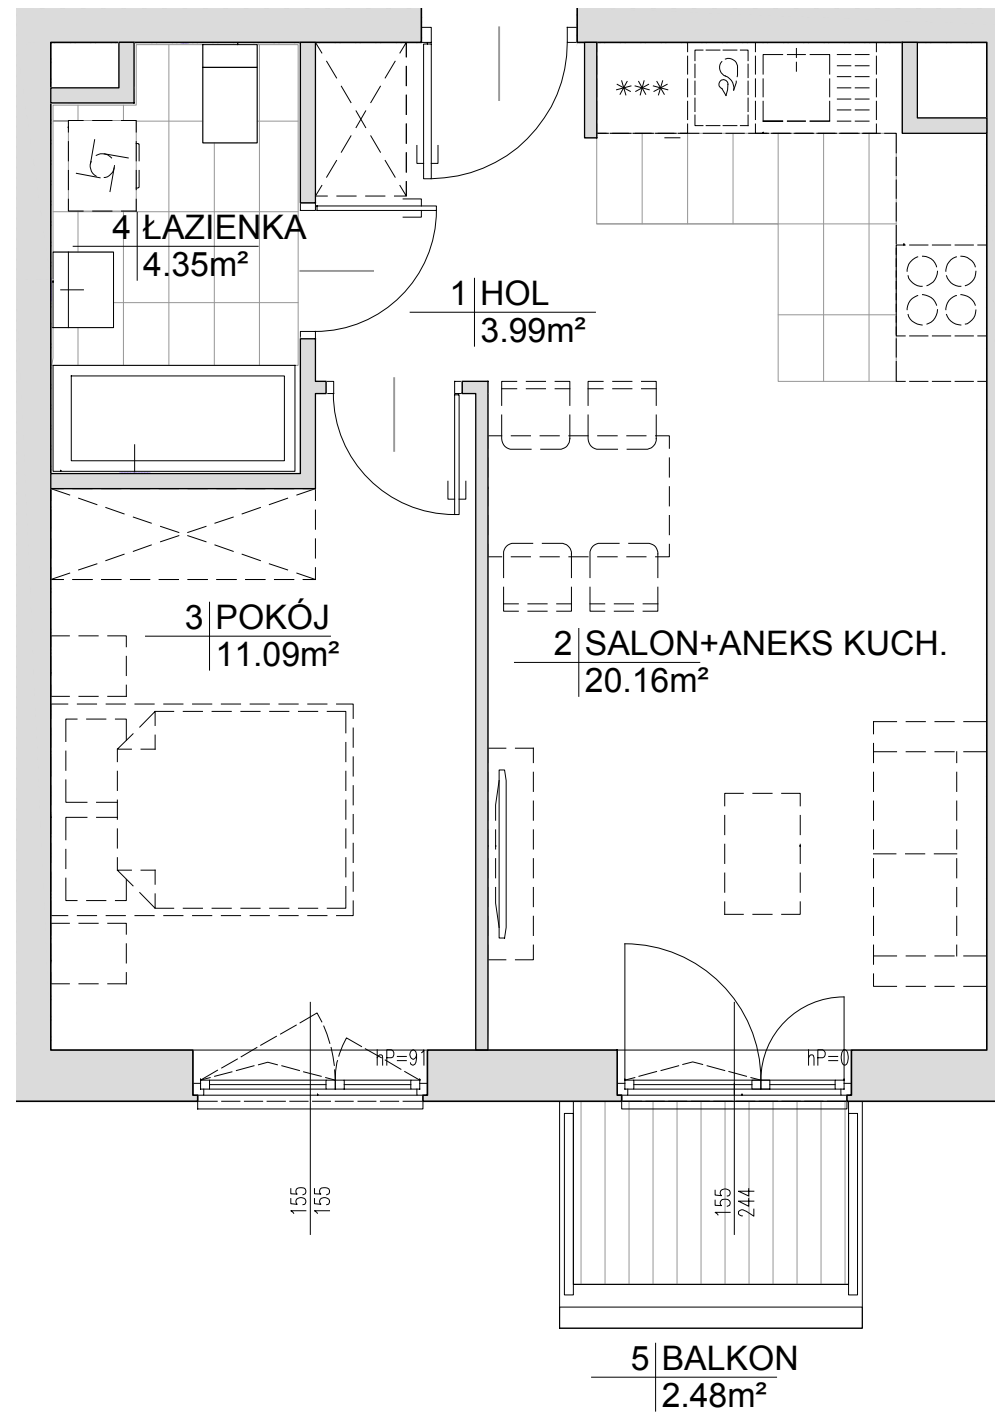 ***
4 ŁAZIENKA
4.35m²
1 HOL
3.99m²
3 POKÓJ
11.09m²
2 SALON+ANEKS KUCH.
20.16m²
hP=91
hP=0
155
155
155
244
5 BALKON
2.48m²